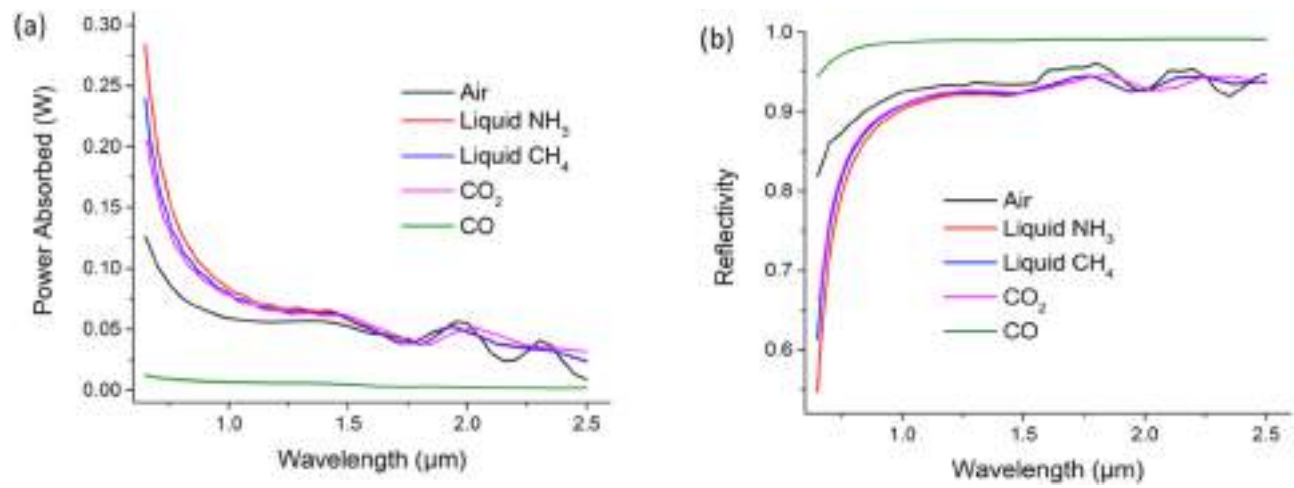 (a)
0.30
0.25
0.20
0.15
0.10
0.05
0.00
Power Absorbed (W)
Air
Liquid NH₃
Liquid CH₄
CO₂
CO
1.0 1.5 2.0 2.5
Wavelength (µm)
(b)
1.0
0.9
0.8
0.7
0.6
Reflectivity
Air
Liquid NH₃
Liquid CH₄
CO₂
CO
1.0 1.5 2.0 2.5
Wavelength (µm)